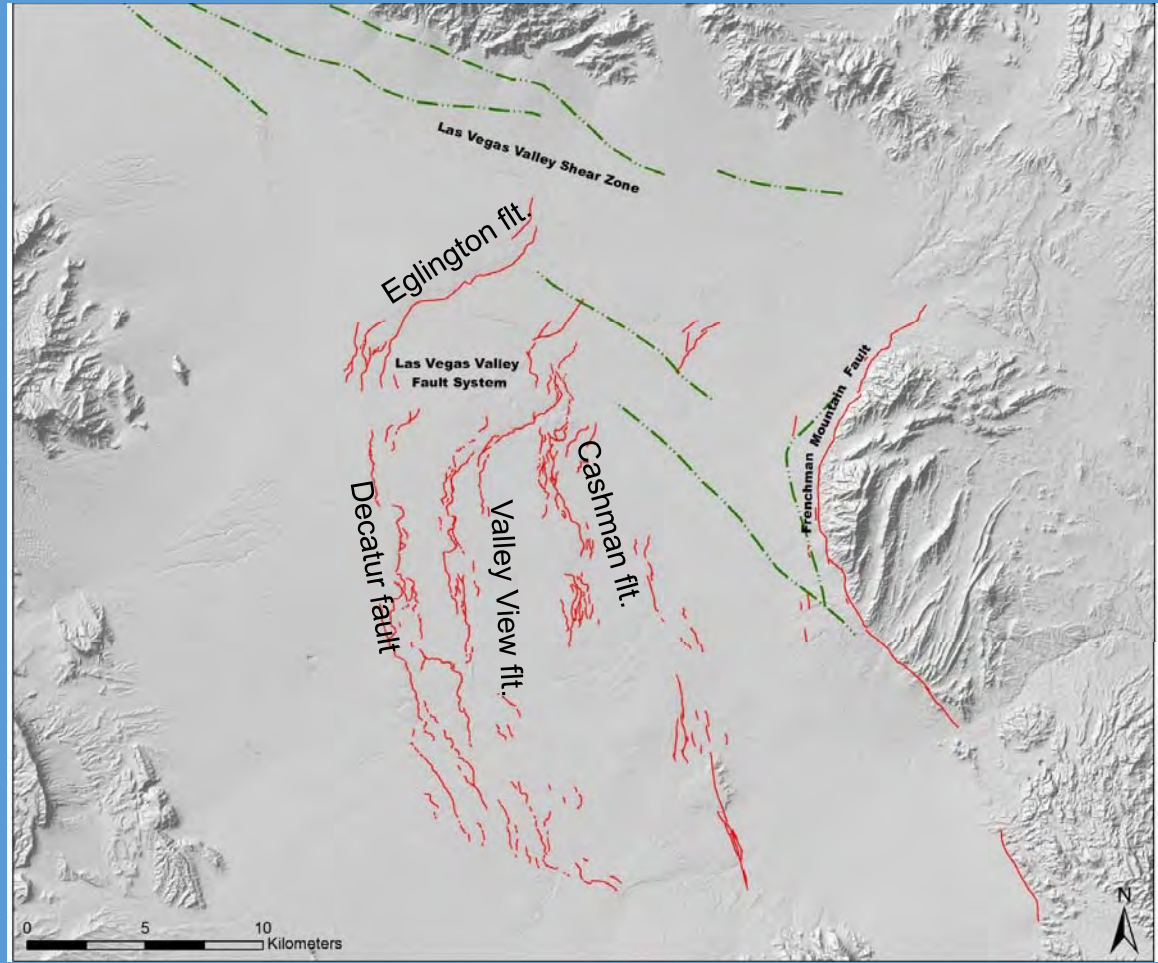 Las Vegas Valley Shear Zone
Eglington flt.
Las Vegas Valley
Fault System
Frenchman Mountain Fault
Cashman flt.
Decatur fault
Valley View flt.
N
0 5 10
Kilometers